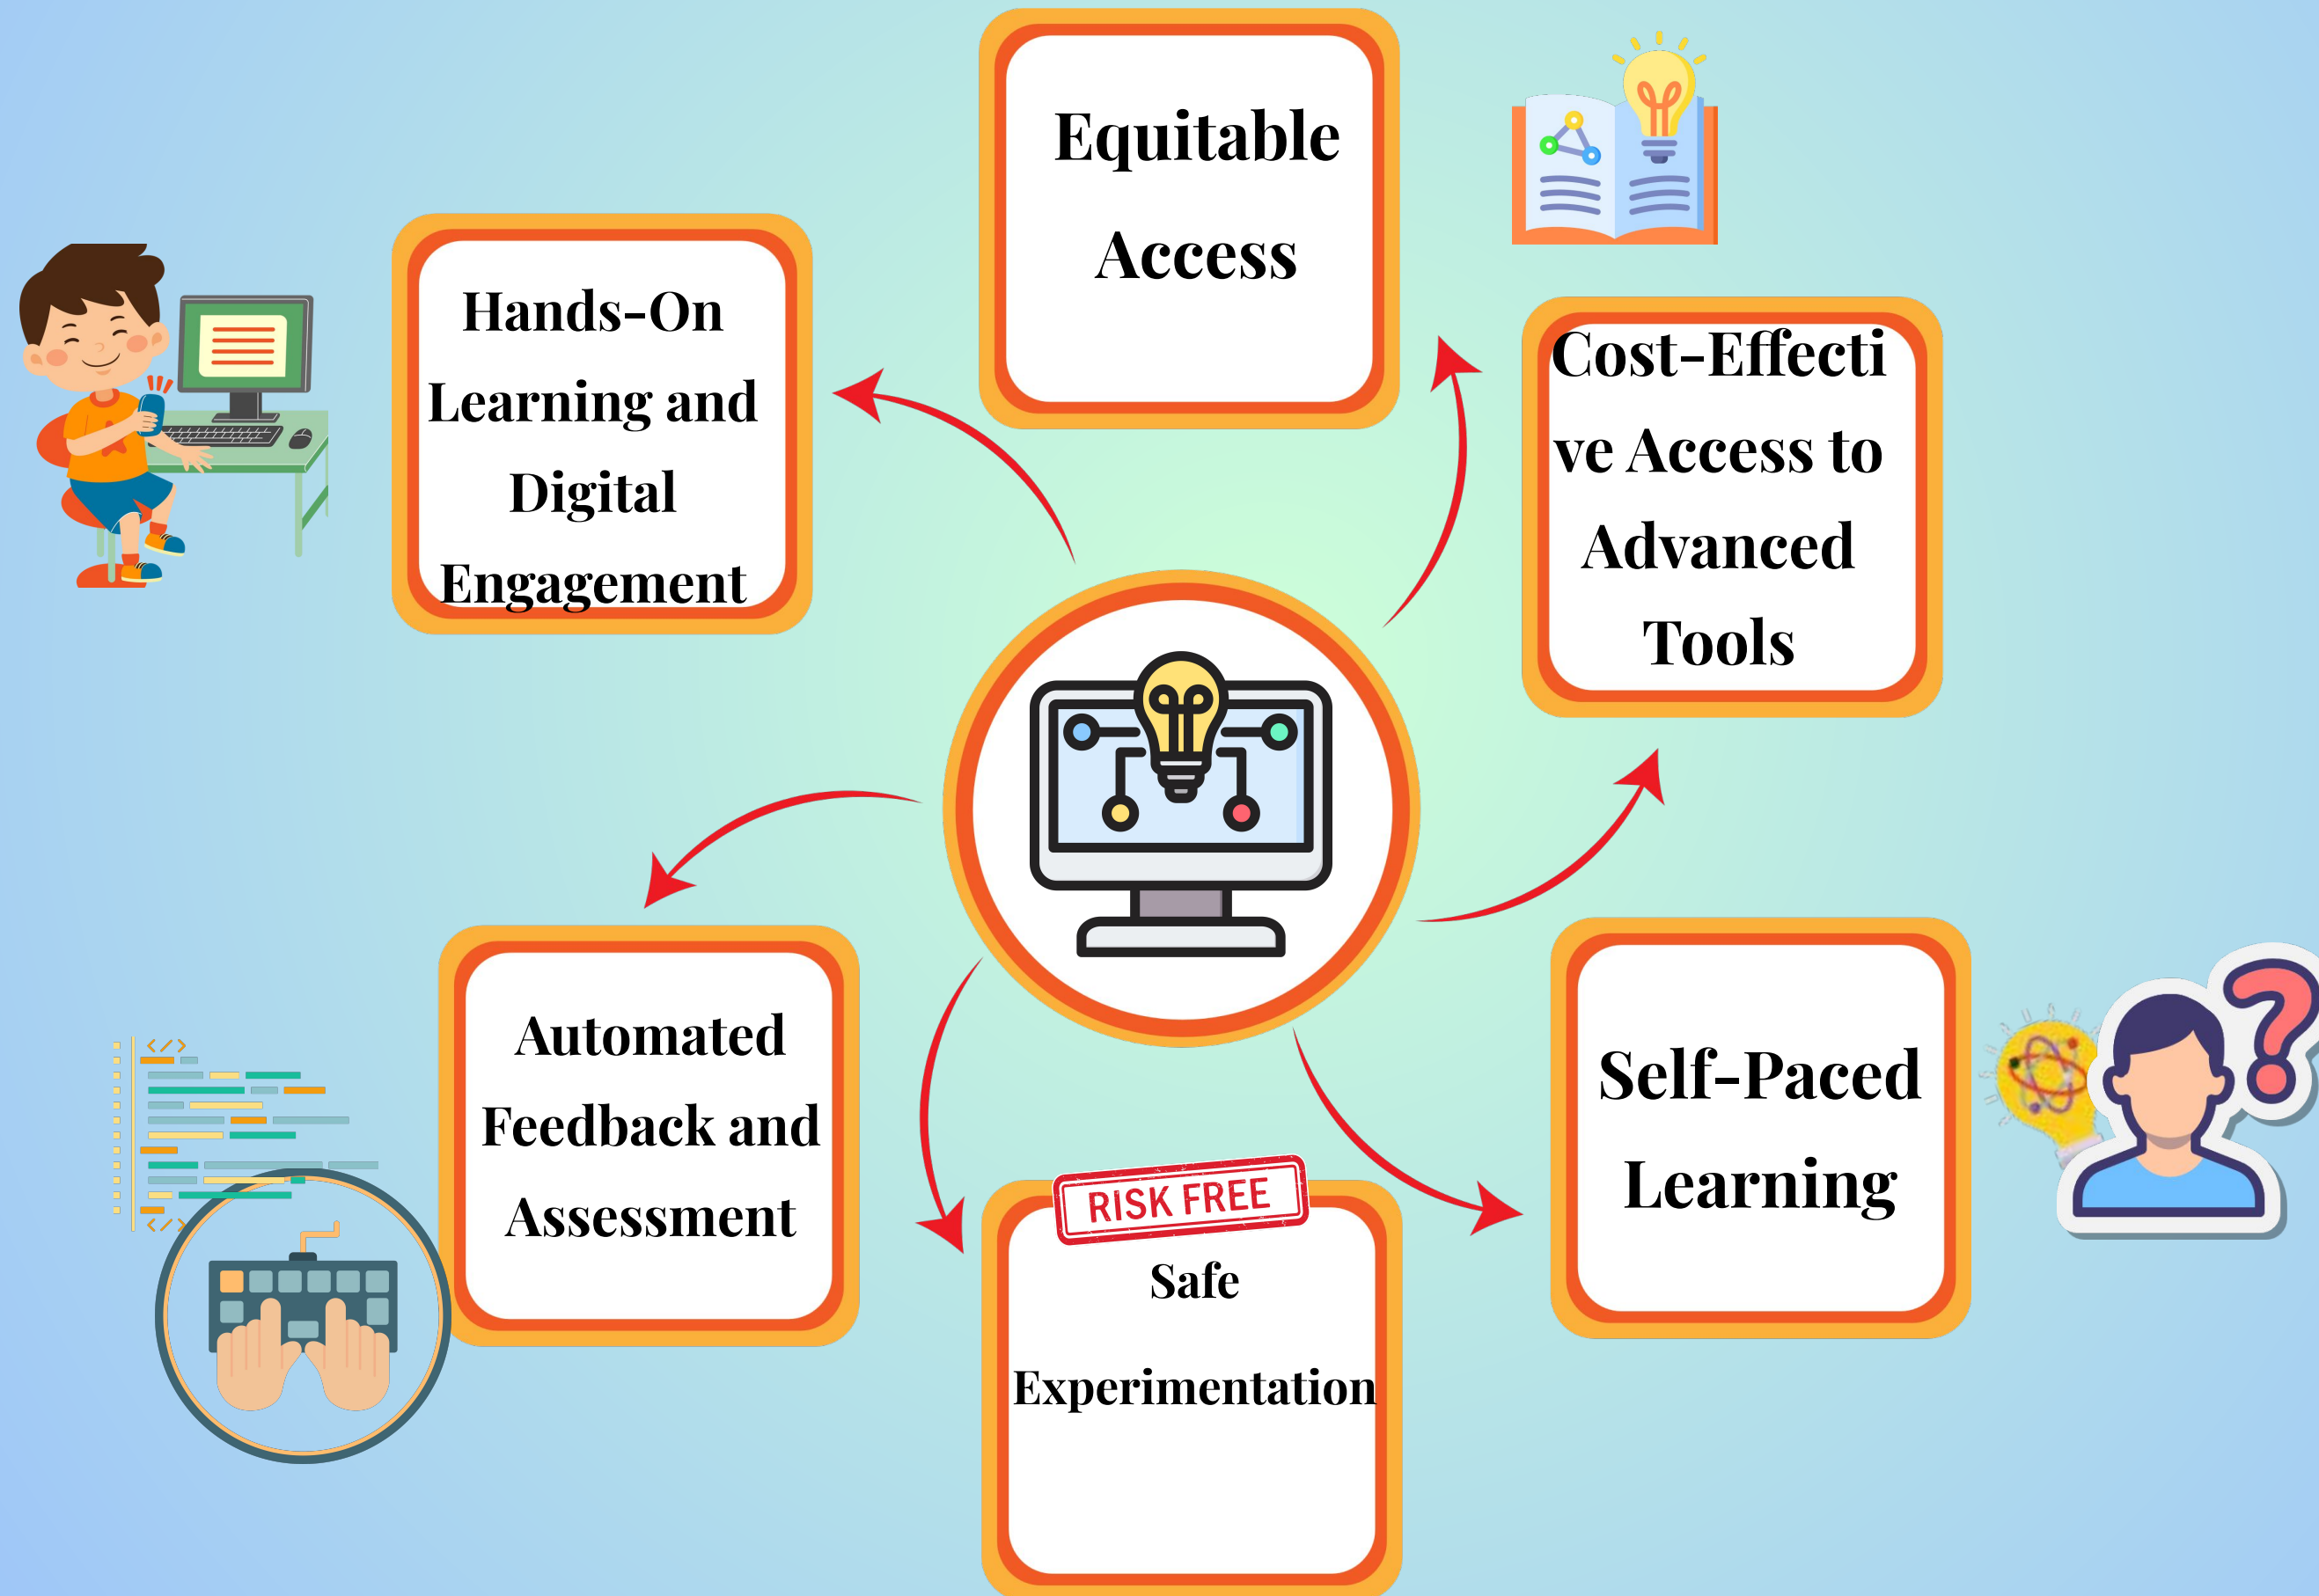 Equitable
Access
Hands-On
Learning and
Digital
Engagement
Cost-Effecti
ve Access to
Advanced
Tools
Automated
Feedback and
Assessment
Self-Paced
Learning
RISK FREE
Safe
Experimentation